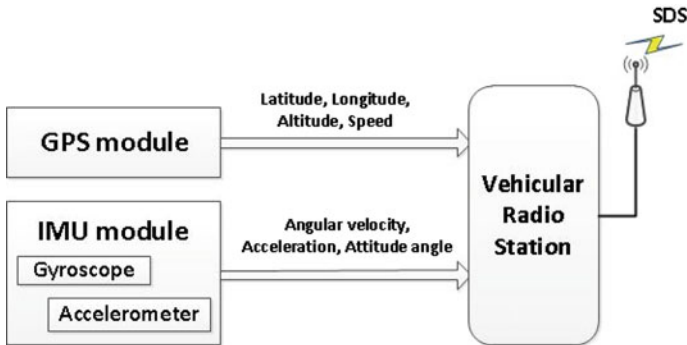 SDS
Latitude, Longitude,
Altitude, Speed
GPS module
Vehicular
Radio
Station
IMU module
Gyroscope
Accelerometer
Angular velocity,
Acceleration, Attitude angle